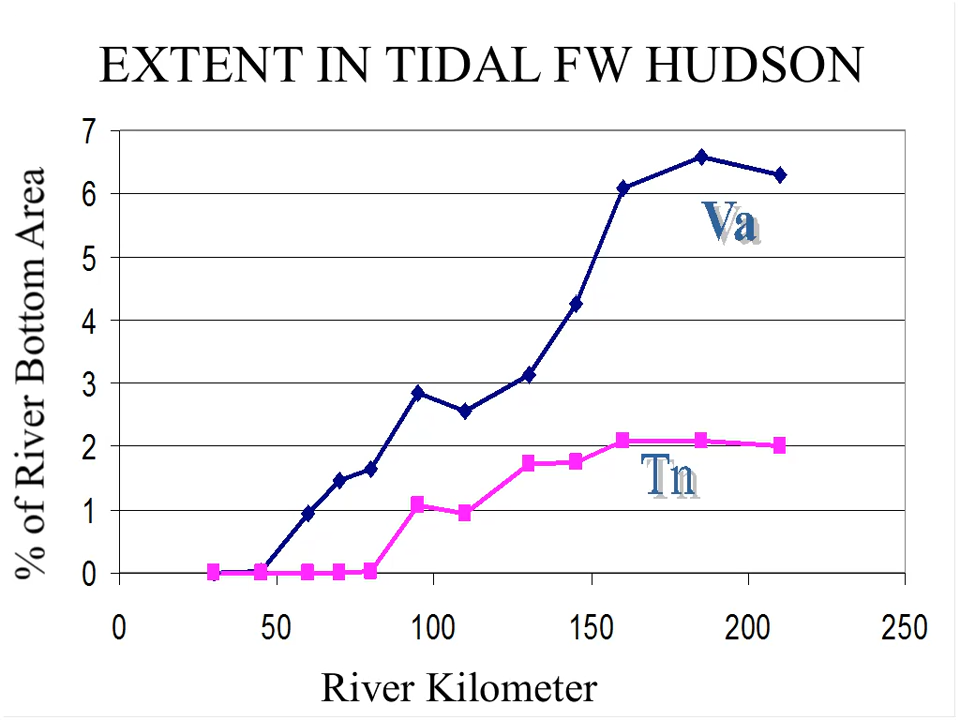 EXTENT IN TIDAL FW HUDSON
% of River Bottom Area
7
6
5
4
3
2
1
0
Va
Tn
0 50 100 150 200 250
River Kilometer